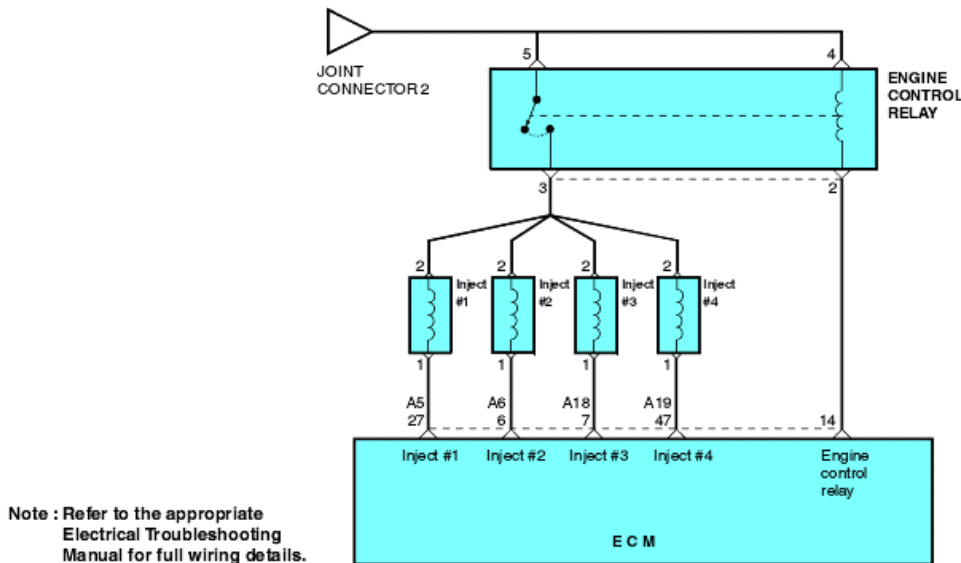 5
4
JOINT
CONNECTOR 2
ENGINE
CONTROL
RELAY
3
2
2
2
2
2
Inject
#1
Inject
#2
Inject
#3
Inject
#4
1
1
1
1
A5
A6
A18
A19
27
6
7
47
14
Inject #1
Inject #2
Inject #3
Inject #4
Engine
control
relay
E C M
Note : Refer to the appropriate
Electrical Troubleshooting
Manual for full wiring details.